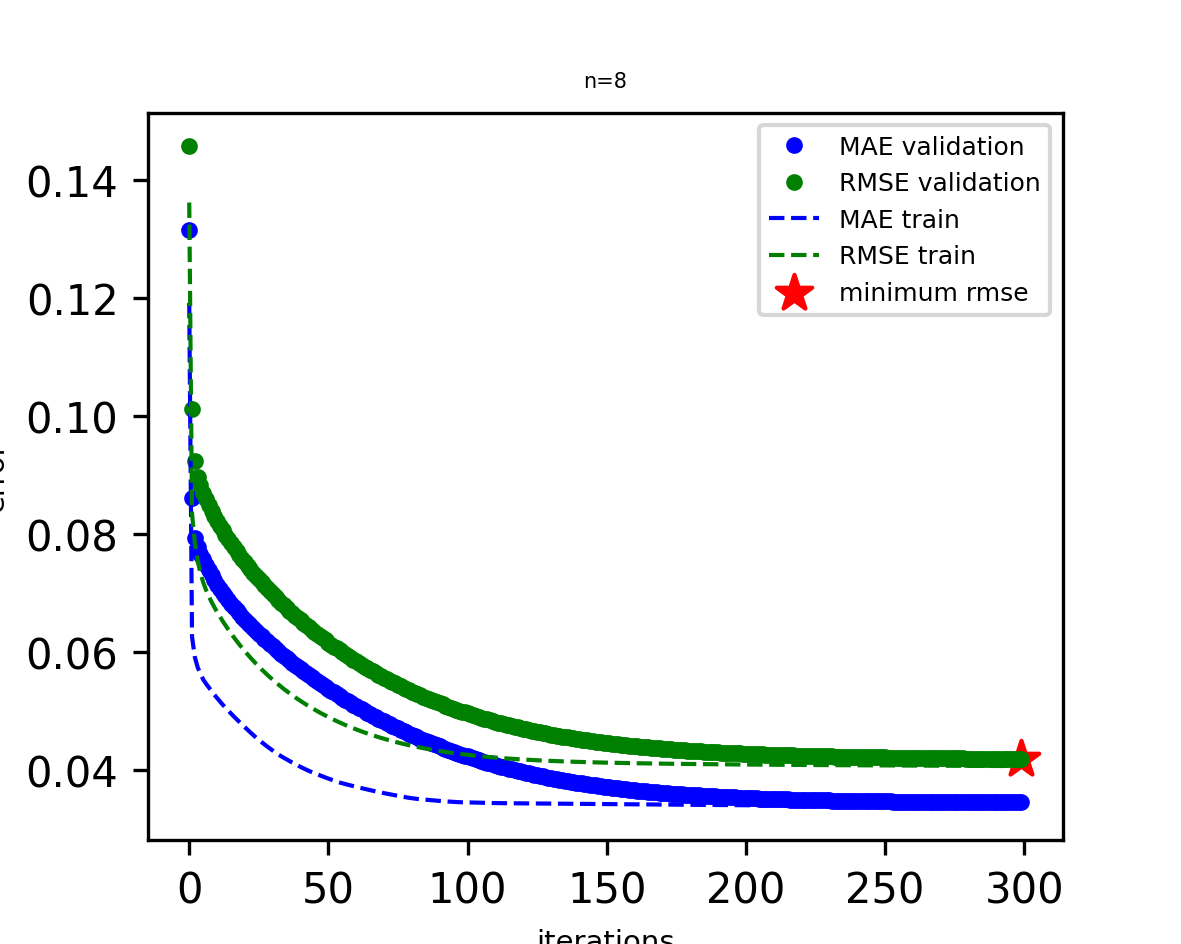 n=8
MAE validation
RMSE validation
MAE train
RMSE train
minimum rmse
0.14
0.12
0.10
0.08
0.06
0.04
0 50 100 150 200 250 300
iterations